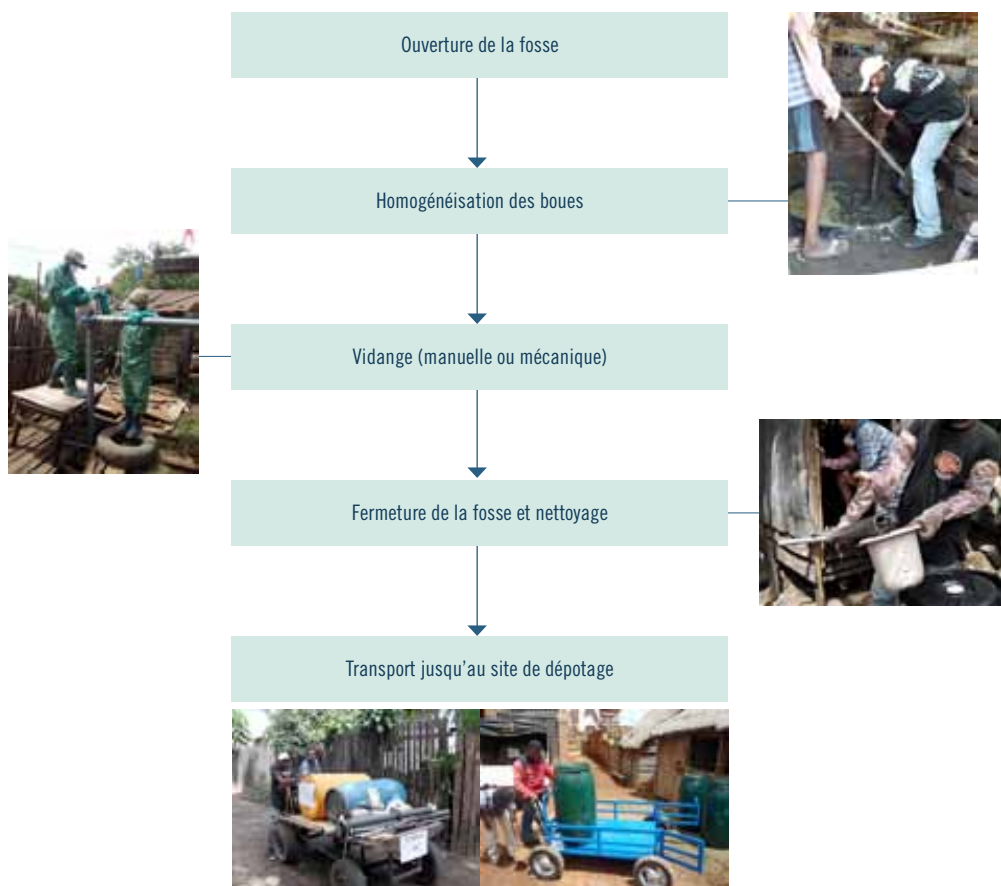 Ouverture de la fosse
Homogénéisation des boues
Vidange (manuelle ou mécanique)
Fermeture de la fosse et nettoyage
Transport jusqu’au site de dépotage